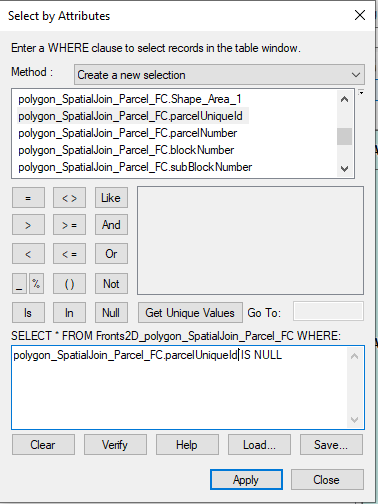 Select by Attributes
Enter a WHERE clause to select records in the table window.
Method : Create a new selection
polygon_SpatialJoin_Parcel_FC.Shape_Area_1
polygon_SpatialJoin_Parcel_FC.parcelUniqueId
polygon_SpatialJoin_Parcel_FC.parcelNumber
polygon_SpatialJoin_Parcel_FC.blockNumber
polygon_SpatialJoin_Parcel_FC.subBlockNumber
= < > Like
> > = And
< < = Or
_ % ( ) Not
Is In Null Get Unique Values Go To:
SELECT * FROM Fronts2D_polygon_SpatialJoin_Parcel_FC WHERE:
polygon_SpatialJoin_Parcel_FC.parcelUniqueId IS NULL
Clear Verify Help Load... Save...
Apply Close